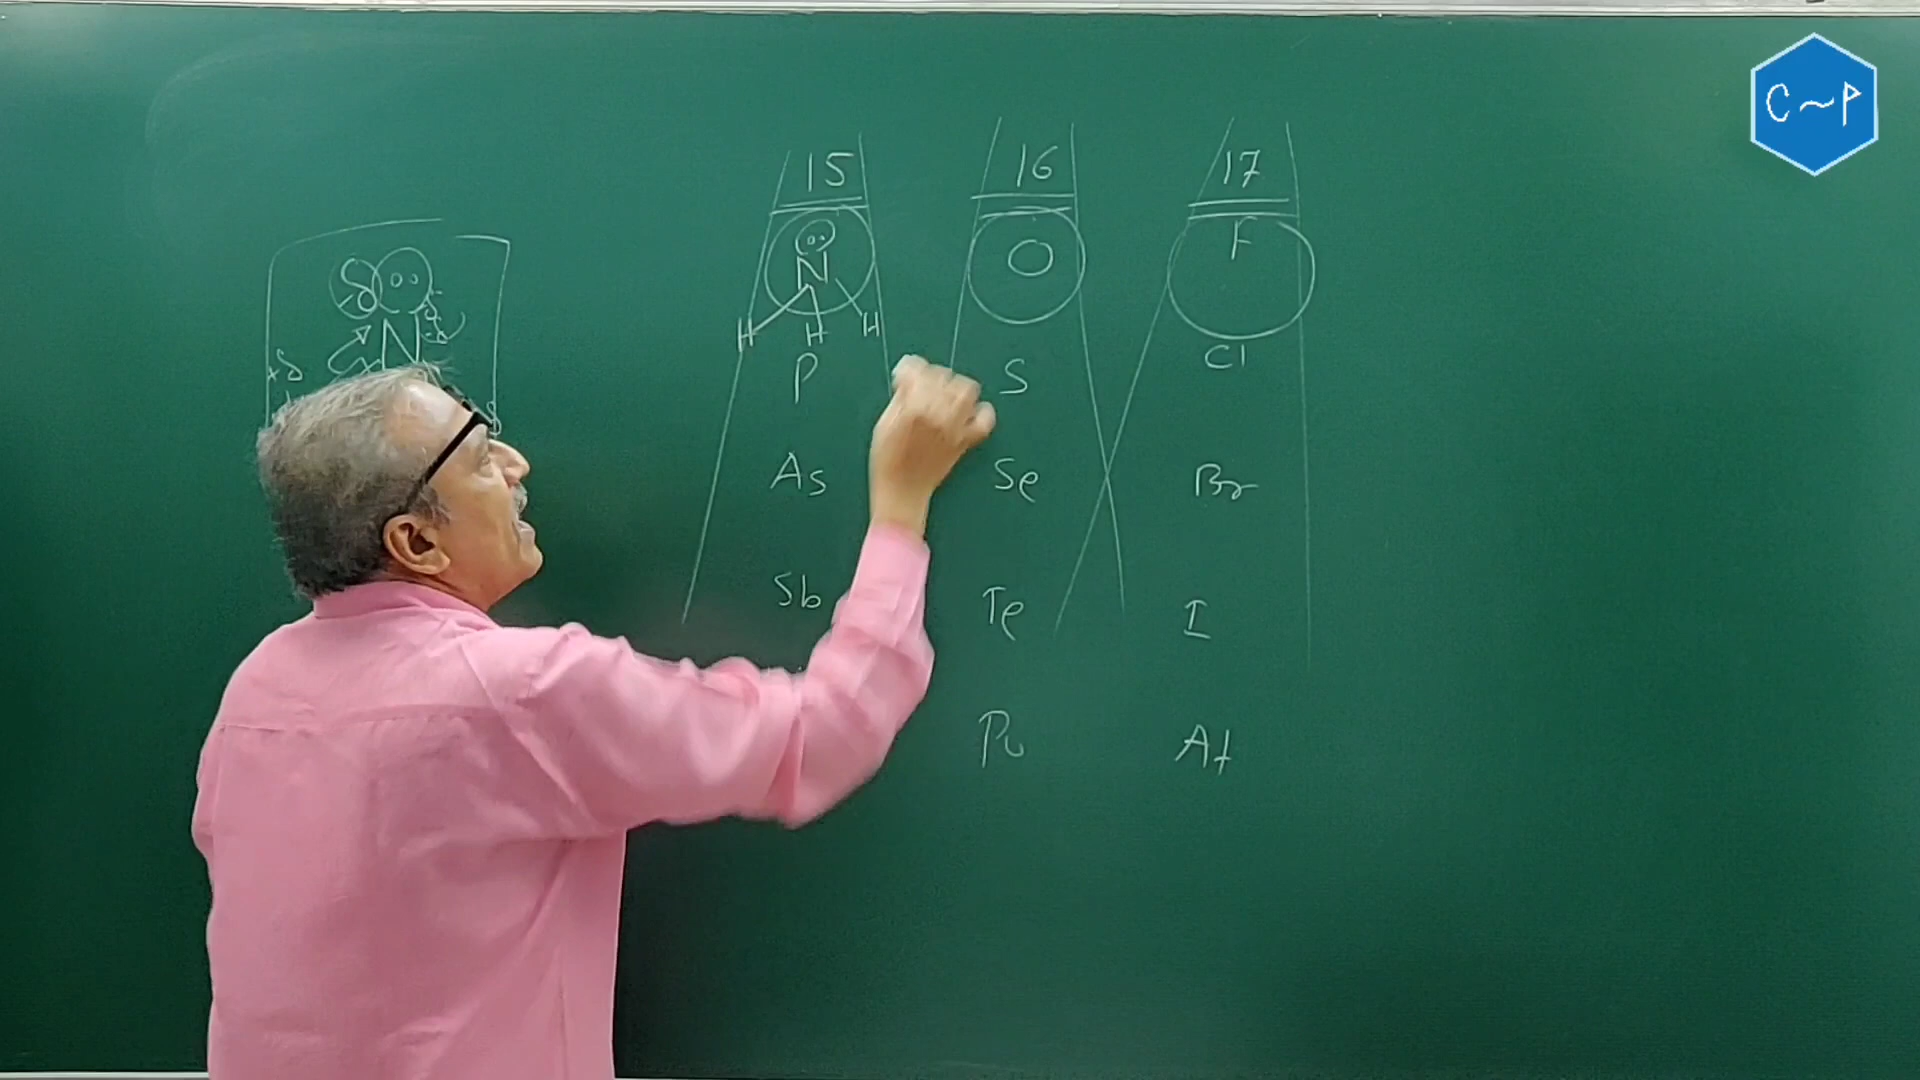 C~P
15 16 17
N O F
H H H
P S Cl
As Se Br
Sb Te I
Po At
δ
-δ
N
+δ